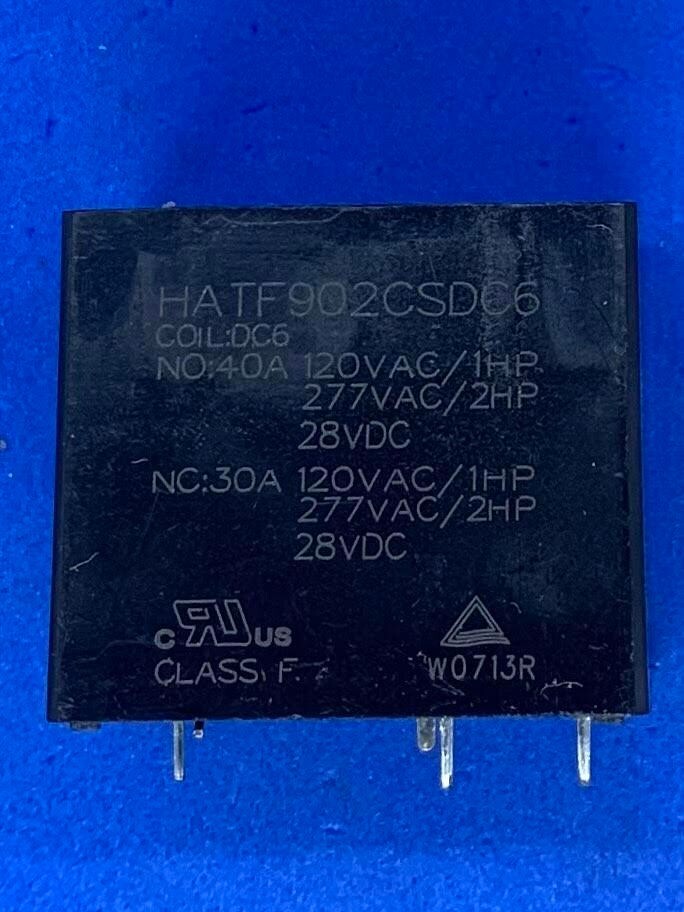 HATF902CSDC6
COIL:DC6
NO:40A 120VAC/1HP
277VAC/2HP
28VDC
NC:30A 120VAC/1HP
277VAC/2HP
28VDC
c RU US
CLASS F
W0713R